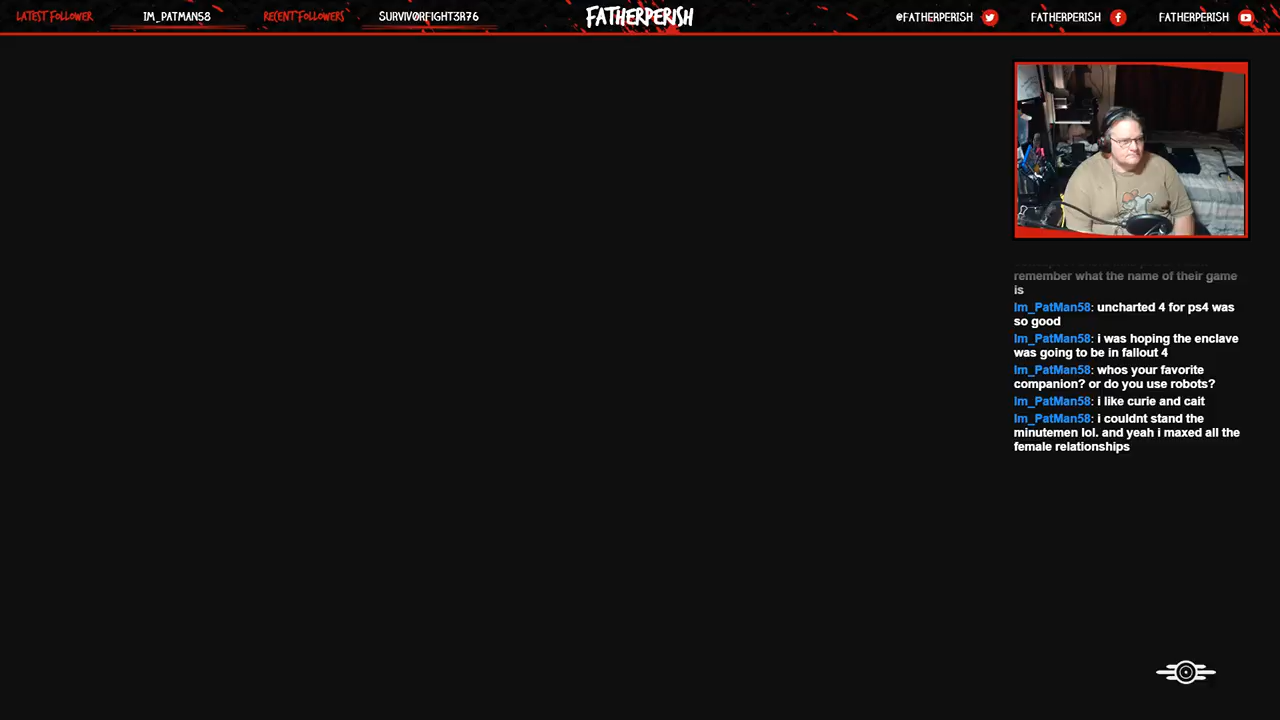 LATEST FOLLOWER IM_PATMAN58 RECENT FOLLOWERS SURVIVORFIGHT3R76 FATHERPERISH @FATHERPERISH FATHERPERISH FATHERPERISH
remember what the name of their game
is
Im_PatMan58: uncharted 4 for ps4 was
so good
Im_PatMan58: i was hoping the enclave
was going to be in fallout 4
Im_PatMan58: whos your favorite
companion? or do you use robots?
Im_PatMan58: i like curie and cait
Im_PatMan58: i couldnt stand the
minutemen lol. and yeah i maxed all the
female relationships